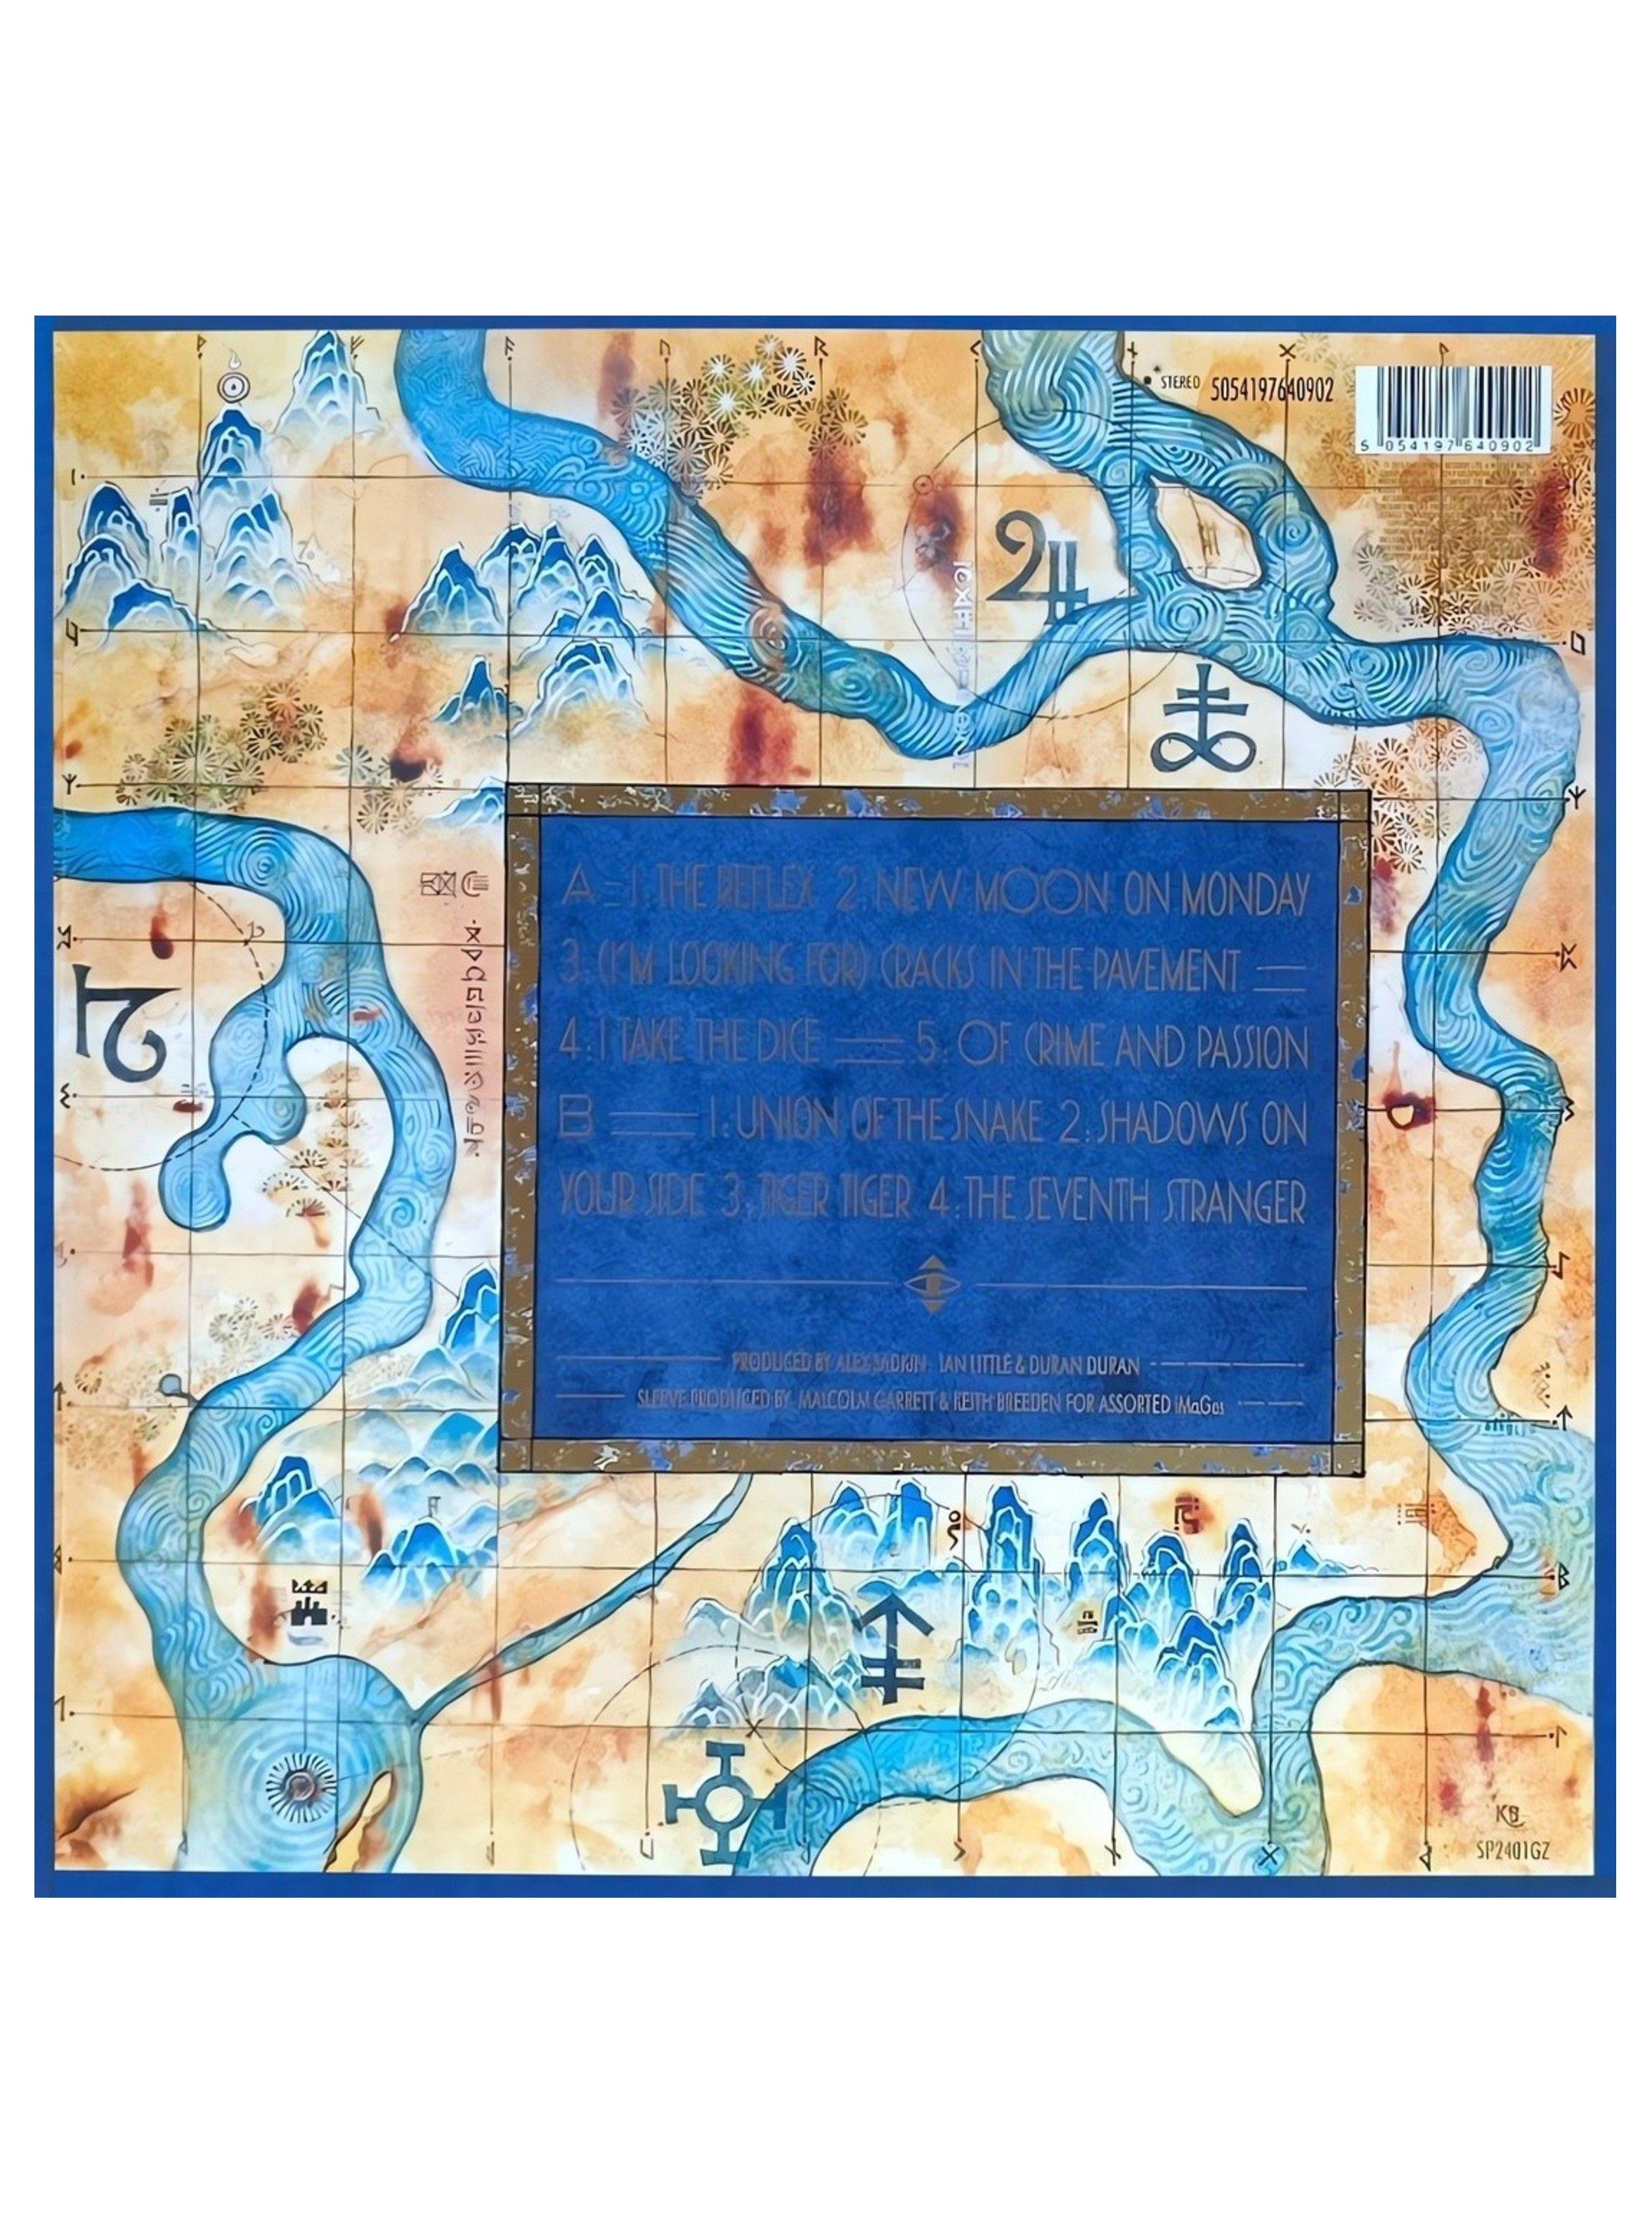 STEREO 5054197640902
5 054197 640902
A = 1: THE REFLEX 2: NEW MOON ON MONDAY
3: (I'M LOOKING FOR) CRACKS IN THE PAVEMENT
4: I TAKE THE DICE 5: OF CRIME AND PASSION
B 1: UNION OF THE SNAKE 2: SHADOWS ON
YOUR SIDE 3: TIGER TIGER 4: THE SEVENTH STRANGER
PRODUCED BY ALEX SADKIN IAN LITTLE & DURAN DURAN
SLEEVE PRODUCED BY MALCOLM GARRETT & KEITH BREEDEN FOR ASSORTED iMaGes
KB
SP2401GZ